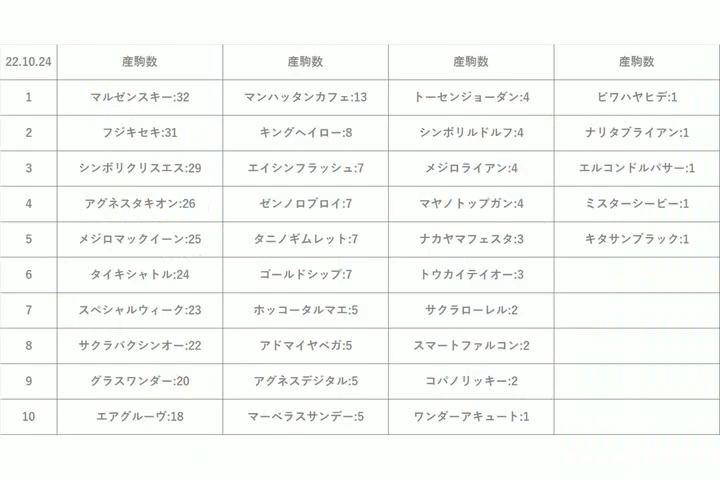 22.10.24 産駒数 産駒数 産駒数 産駒数
1 マルゼンスキー:32 マンハッタンカフェ:13 トーセンジョーダン:4 ビワハヤヒデ:1
2 フジキセキ:31 キングヘイロー:8 シンボリルドルフ:4 ナリタブライアン:1
3 シンボリクリスエス:29 エイシンフラッシュ:7 メジロライアン:4 エルコンドルパサー:1
4 アグネスタキオン:26 ゼンノロブロイ:7 マヤノトップガン:4 ミスターシービー:1
5 メジロマックイーン:25 タニノギムレット:7 ナカヤマフェスタ:3 キタサンブラック:1
6 タイキシャトル:24 ゴールドシップ:7 トウカイテイオー:3
7 スペシャルウィーク:23 ホッコータルマエ:5 サクラローレル:2
8 サクラバクシンオー:22 アドマイヤベガ:5 スマートファルコン:2
9 グラスワンダー:20 アグネスデジタル:5 コパノリッキー:2
10 エアグルーヴ:18 マーベラスサンデー:5 ワンダーアキュート:1